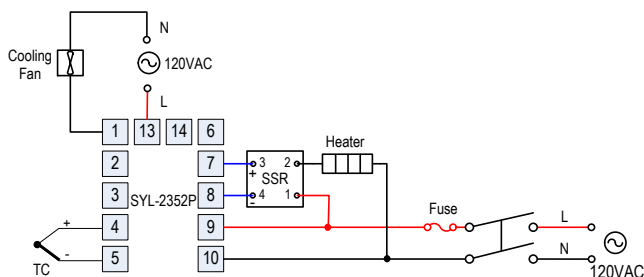 N
Cooling
Fan
120VAC
L
1 13 14 6
2 7 3 2 Heater
+ SSR
3 SYL-2352P 8 4 1
-
+ 4 9 Fuse L
- 5 10 N
TC 120VAC